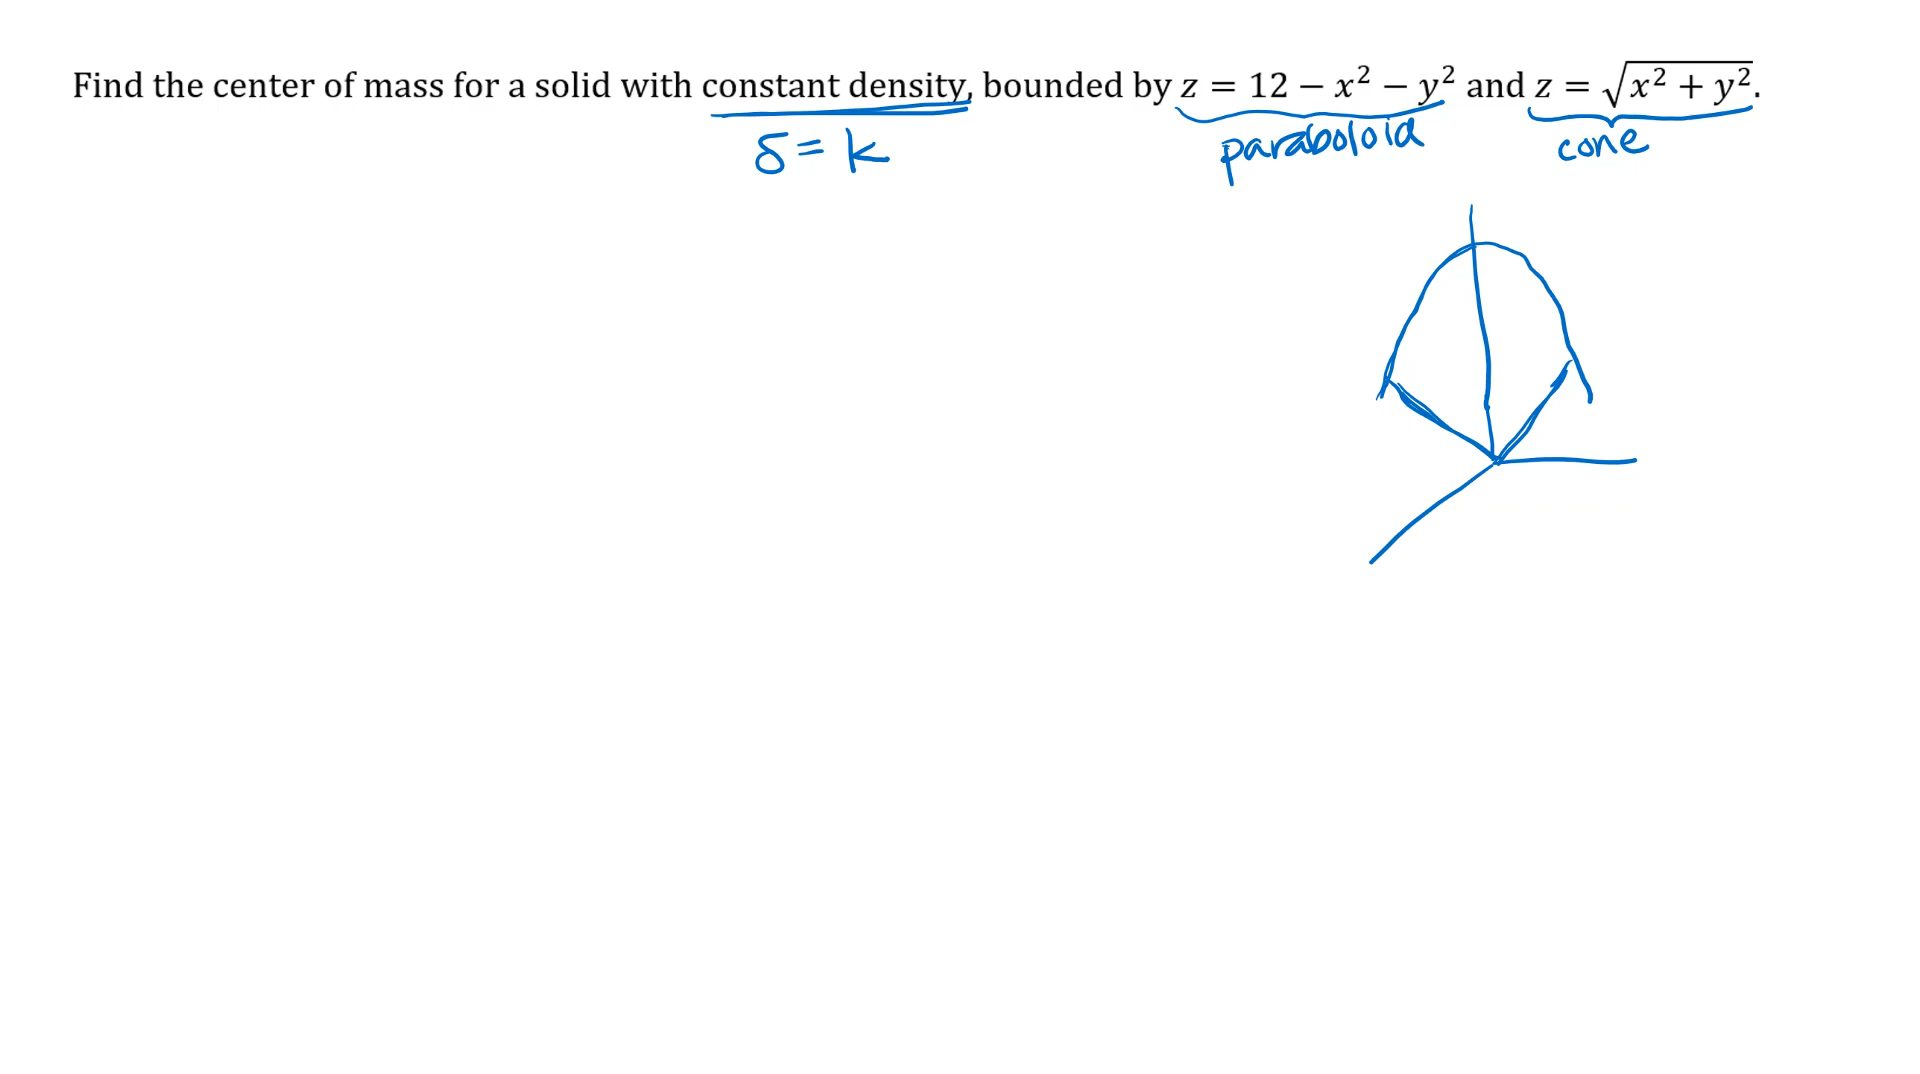 Find the center of mass for a solid with constant density, bounded by z = 12 − x² − y² and z = √(x² + y²).
δ = k
paraboloid
cone